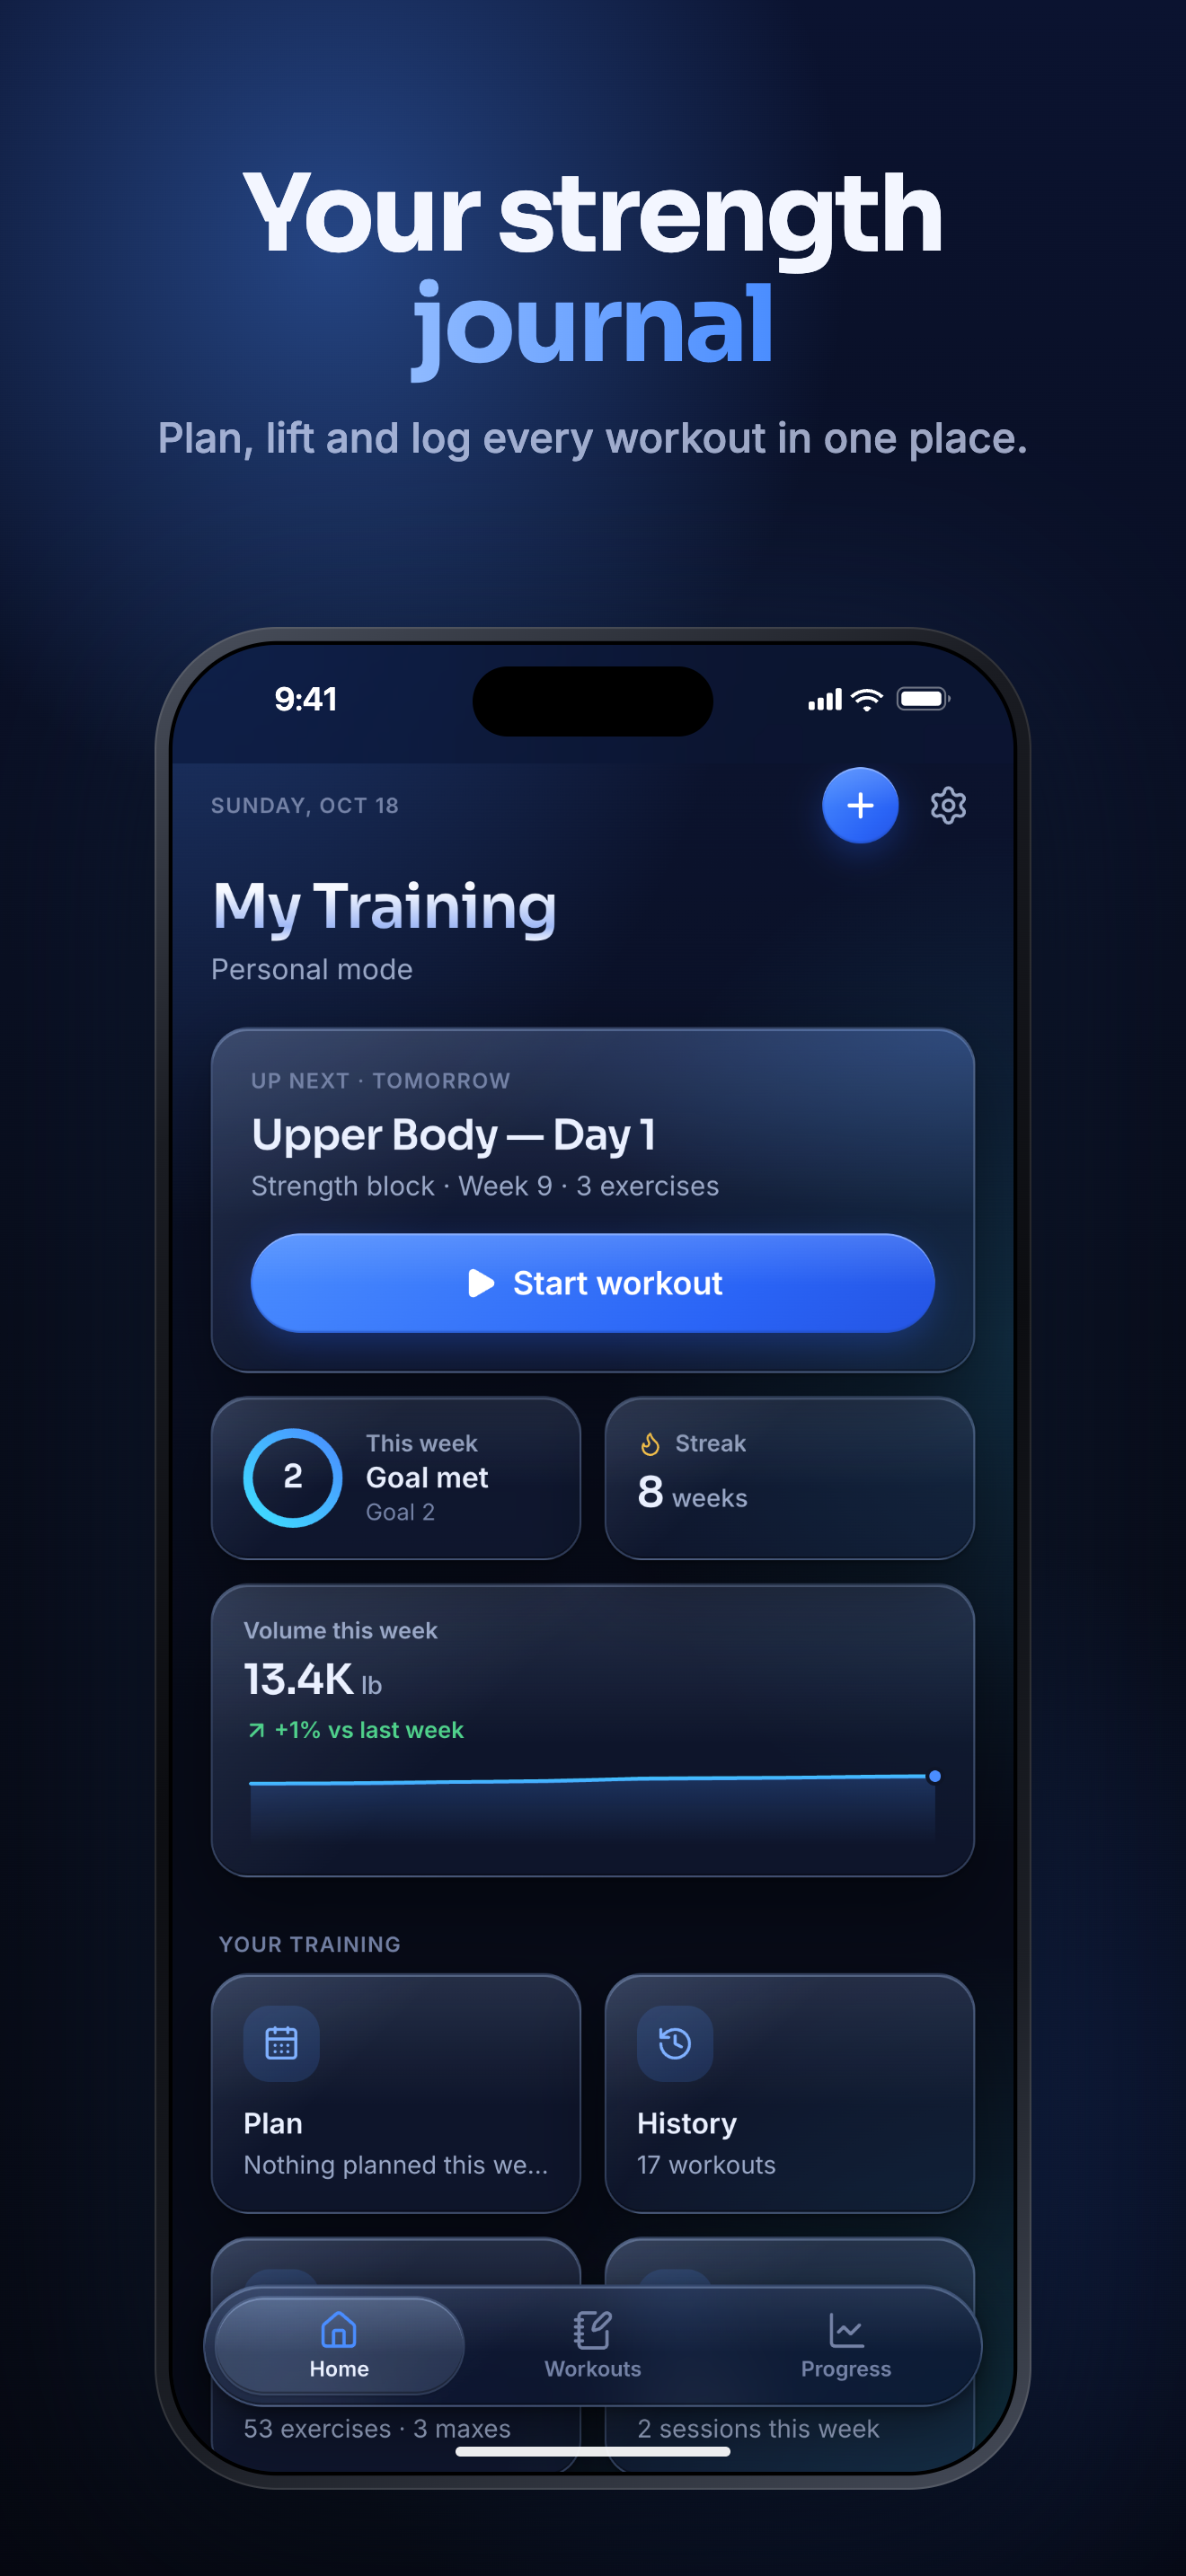 Your strength
journal
Plan, lift and log every workout in one place.
9:41
SUNDAY, OCT 18
My Training
Personal mode
UP NEXT · TOMORROW
Upper Body — Day 1
Strength block · Week 9 · 3 exercises
Start workout
2
This week
Goal met
Goal 2
Streak
8 weeks
Volume this week
13.4K lb
+1% vs last week
YOUR TRAINING
Plan
Nothing planned this we...
History
17 workouts
Home
Workouts
Progress
53 exercises · 3 maxes
2 sessions this week